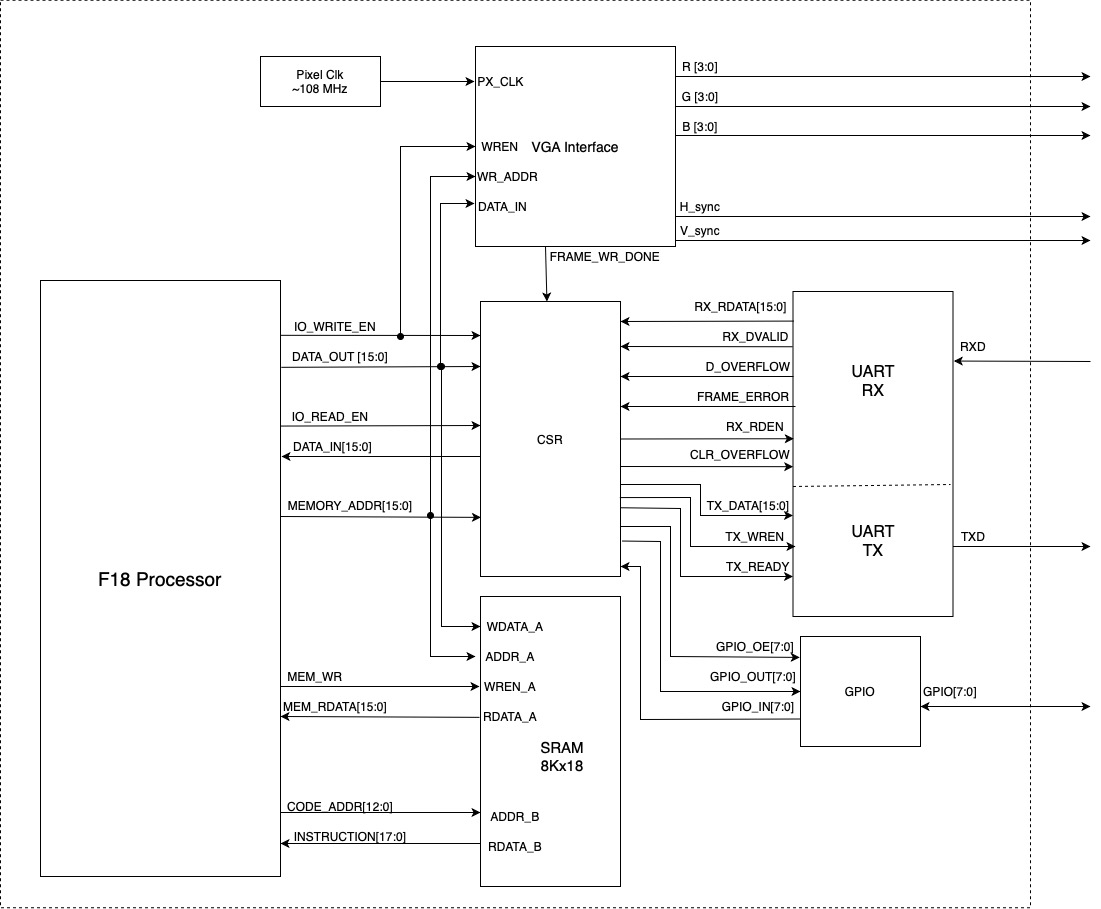 Pixel Clk
~108 MHz
PX_CLK
WREN
VGA Interface
WR_ADDR
DATA_IN
R [3:0]
G [3:0]
B [3:0]
H_sync
V_sync
FRAME_WR_DONE
F18 Processor
IO_WRITE_EN
DATA_OUT [15:0]
IO_READ_EN
DATA_IN[15:0]
MEMORY_ADDR[15:0]
MEM_WR
MEM_RDATA[15:0]
CODE_ADDR[12:0]
INSTRUCTION[17:0]
CSR
RX_RDATA[15:0]
RX_DVALID
D_OVERFLOW
FRAME_ERROR
RX_RDEN
CLR_OVERFLOW
TX_DATA[15:0]
TX_WREN
TX_READY
UART
RX
UART
TX
RXD
TXD
WDATA_A
ADDR_A
WREN_A
RDATA_A
SRAM
8Kx18
ADDR_B
RDATA_B
GPIO_OE[7:0]
GPIO_OUT[7:0]
GPIO_IN[7:0]
GPIO
GPIO[7:0]